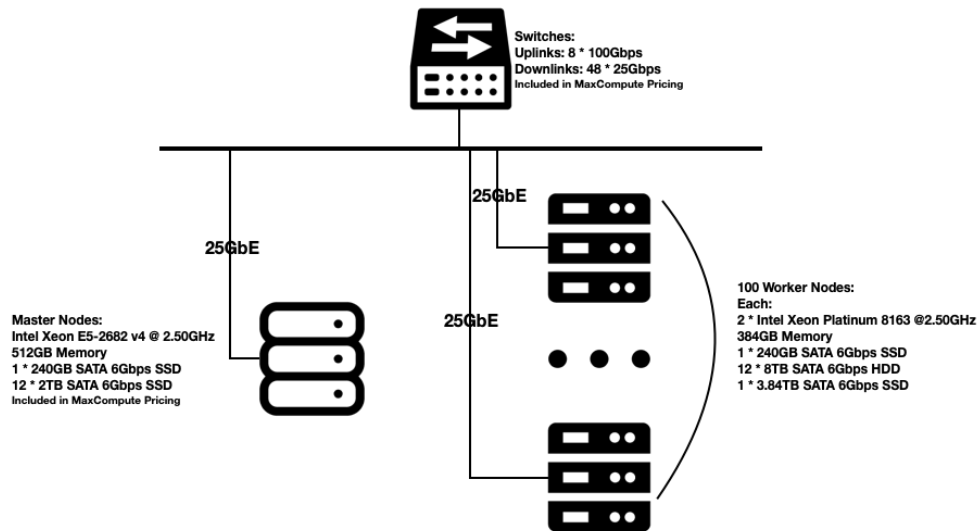 Switches:
Uplinks: 8 * 100Gbps
Downlinks: 48 * 25Gbps
Included in MaxCompute Pricing
25GbE
25GbE
25GbE
Master Nodes:
Intel Xeon E5-2682 v4 @ 2.50GHz
512GB Memory
1 * 240GB SATA 6Gbps SSD
12 * 2TB SATA 6Gbps SSD
Included in MaxCompute Pricing
100 Worker Nodes:
Each:
2 * Intel Xeon Platinum 8163 @2.50GHz
384GB Memory
1 * 240GB SATA 6Gbps SSD
12 * 8TB SATA 6Gbps HDD
1 * 3.84TB SATA 6Gbps SSD